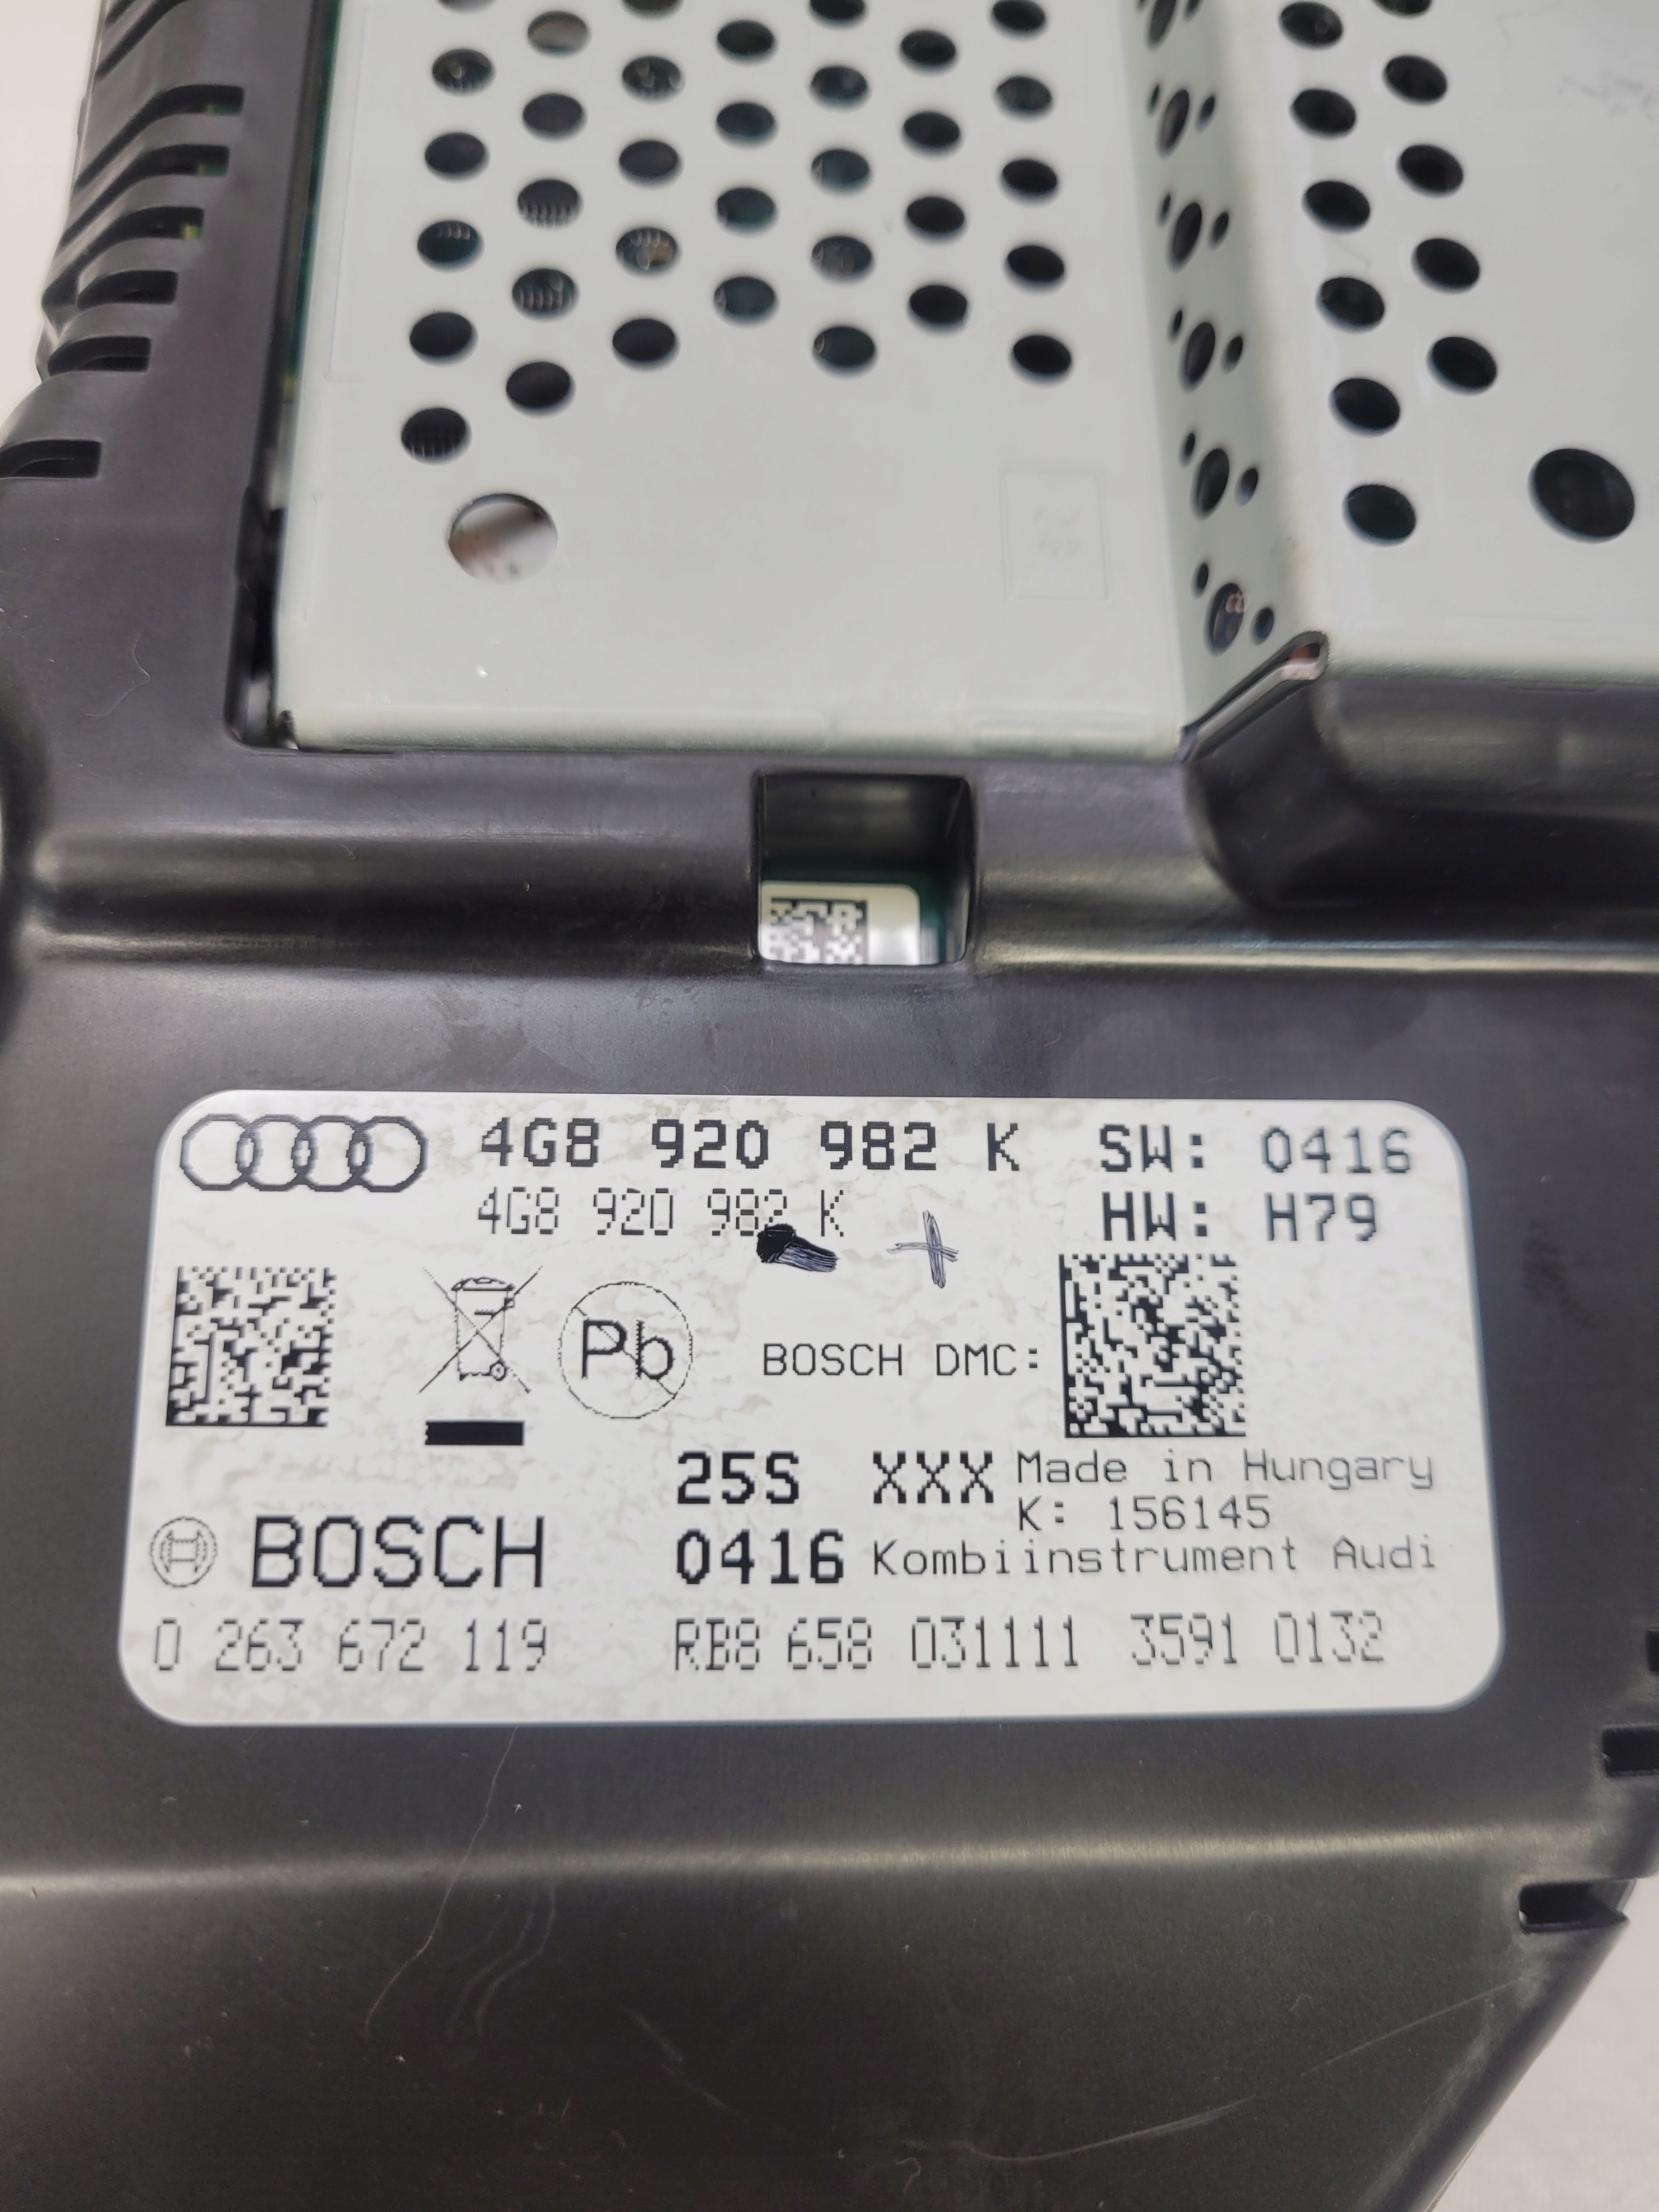 4G8 920 982 K SW: 0416
4G8 920 982 K HW: H79
Pb
BOSCH DMC:
25S XXX Made in Hungary
K: 156145
BOSCH 0416 Kombiinstrument Audi
0 263 672 119 RB8 658 031111 3591 0132